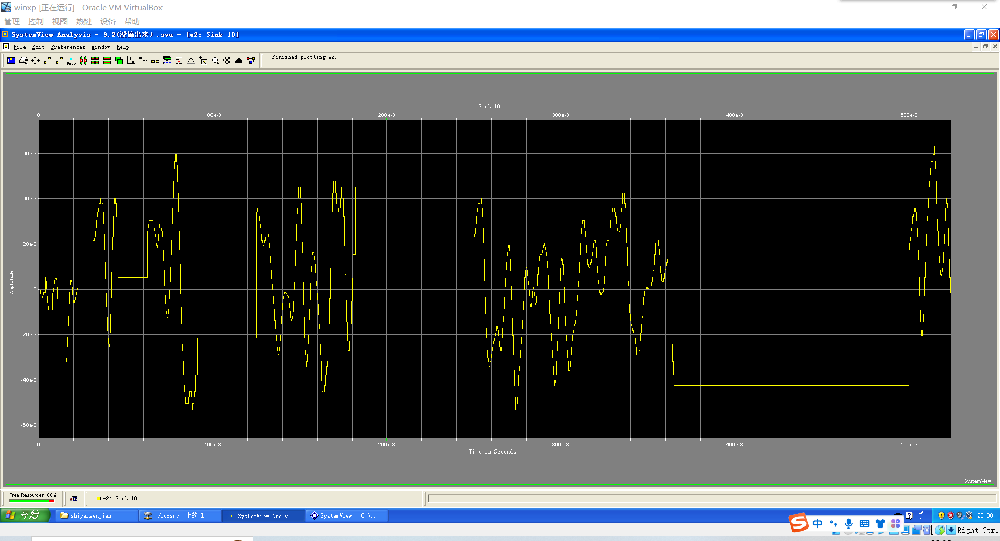 winxp [正在运行] - Oracle VM VirtualBox
管理 控制 视图 热键 设备 帮助
SystemView Analysis - 9.2(没搞出来).svu - [w2: Sink 10]
File Edit Preferences Window Help
Finished plotting w2.
Sink 10
0 100e-3 200e-3 300e-3 400e-3 500e-3
60e-3
40e-3
20e-3
0
-20e-3
-40e-3
-60e-3
Amplitude
0 100e-3 200e-3 300e-3 400e-3 500e-3
Time in Seconds
SystemView
Free Resources: 88%
√α
w2: Sink 10
开始 shiyanwenjian 'vboxsrv' 上的 l... SystemView Analy... SystemView - C:\... 20:38
S 中
Right Ctrl